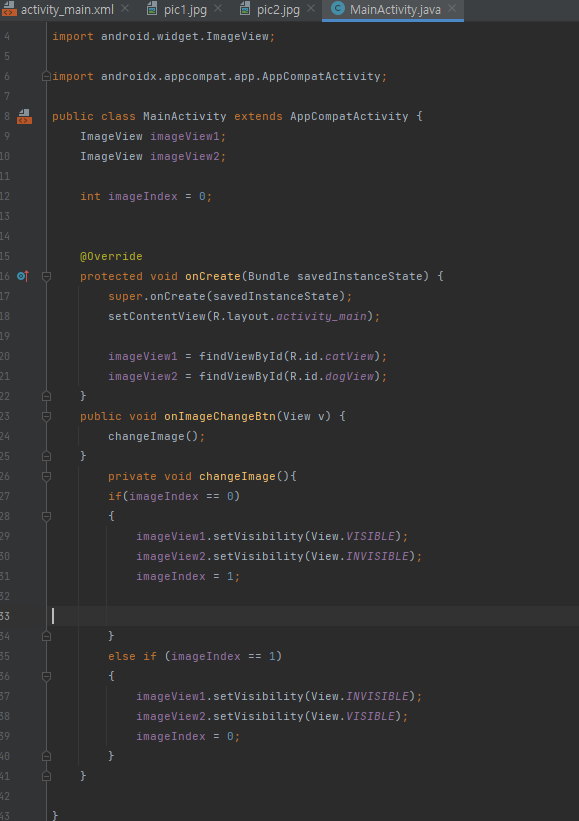 activity_main.xml × pic1.jpg × pic2.jpg × MainActivity.java ×
4 import android.widget.ImageView;
5
6 import androidx.appcompat.app.AppCompatActivity;
7
8 public class MainActivity extends AppCompatActivity {
9 ImageView imageView1;
10 ImageView imageView2;
11
12 int imageIndex = 0;
13
14
15 @Override
16 protected void onCreate(Bundle savedInstanceState) {
17 super.onCreate(savedInstanceState);
18 setContentView(R.layout.activity_main);
19
20 imageView1 = findViewById(R.id.catView);
21 imageView2 = findViewById(R.id.dogView);
22 }
23 public void onImageChangeBtn(View v) {
24 changeImage();
25 }
26 private void changeImage(){
27 if(imageIndex == 0)
28 {
29 imageView1.setVisibility(View.VISIBLE);
30 imageView2.setVisibility(View.INVISIBLE);
31 imageIndex = 1;
32
33
34 }
35 else if (imageIndex == 1)
36 {
37 imageView1.setVisibility(View.INVISIBLE);
38 imageView2.setVisibility(View.VISIBLE);
39 imageIndex = 0;
40 }
41 }
42
43 }